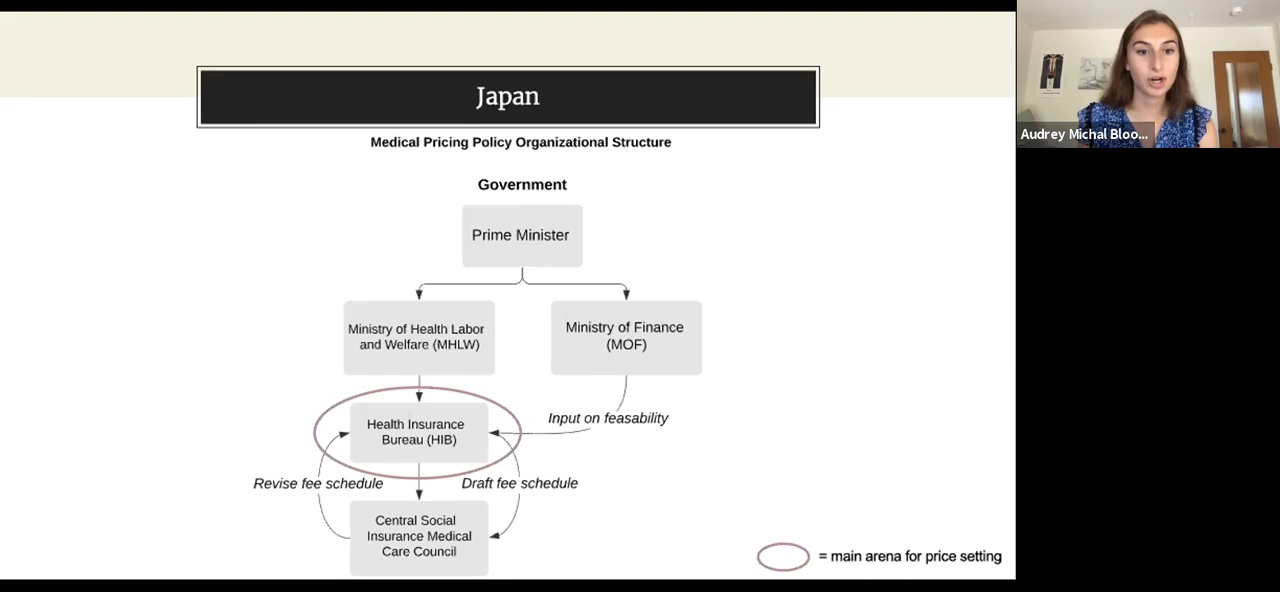 Japan
Audrey Michal Bloo...
Medical Pricing Policy Organizational Structure
Government
Prime Minister
Ministry of Health Labor
and Welfare (MHLW)
Ministry of Finance
(MOF)
Input on feasability
Health Insurance
Bureau (HIB)
Revise fee schedule
Draft fee schedule
Central Social
Insurance Medical
Care Council
= main arena for price setting